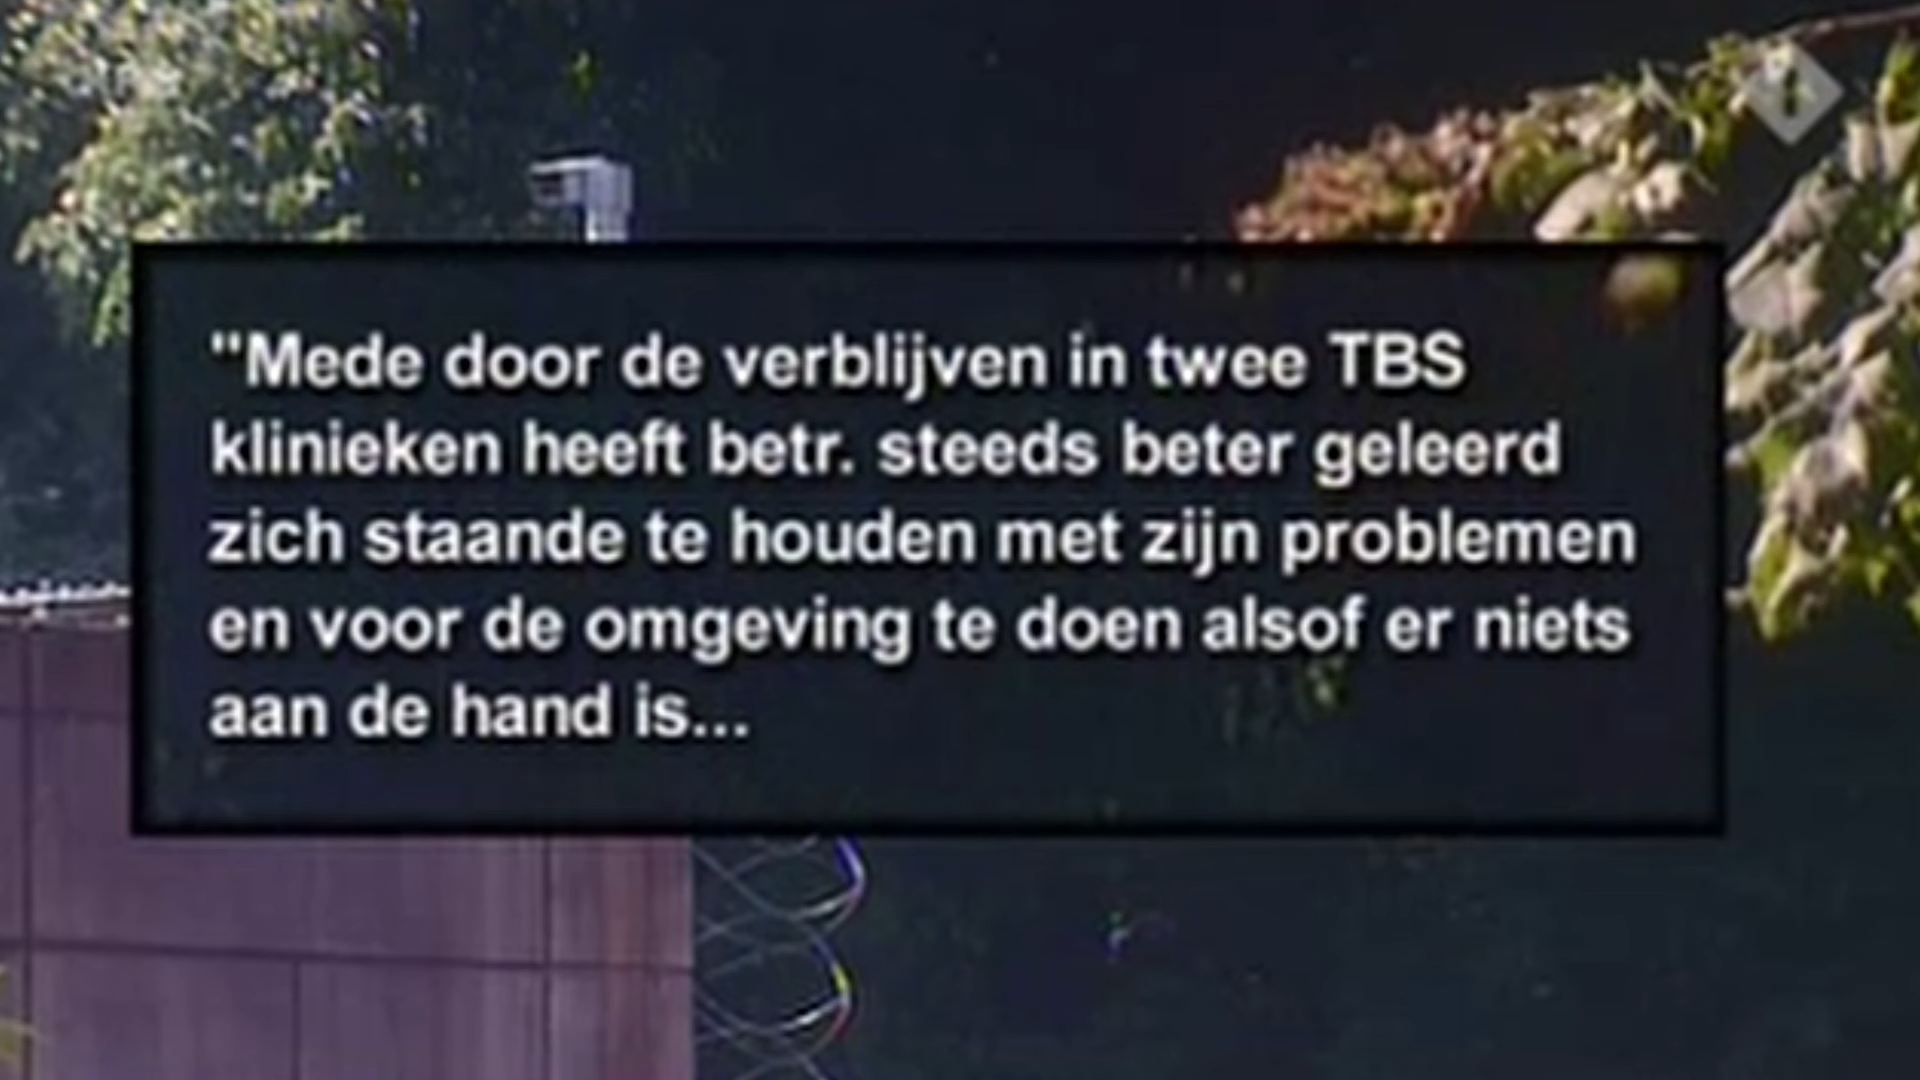 "Mede door de verblijven in twee TBS
klinieken heeft betr. steeds beter geleerd
zich staande te houden met zijn problemen
en voor de omgeving te doen alsof er niets
aan de hand is...